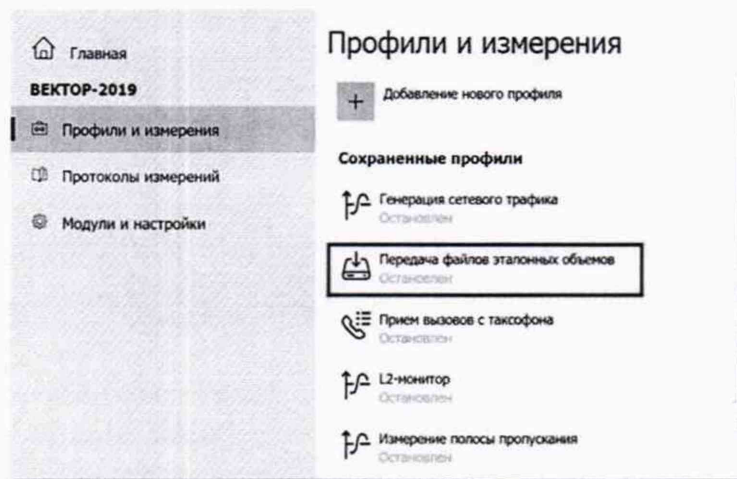 Главная
ВЕКТОР-2019
Профили и измерения
Протоколы измерений
Модули и настройки
Профили и измерения
Добавление нового профиля
Сохраненные профили
Генерация сетевого трафика
Остановлен
Передача файлов эталонных объемов
Остановлен
Прием вызовов с таксофона
Остановлен
L2-монитор
Остановлен
Измерение полосы пропускания
Остановлен